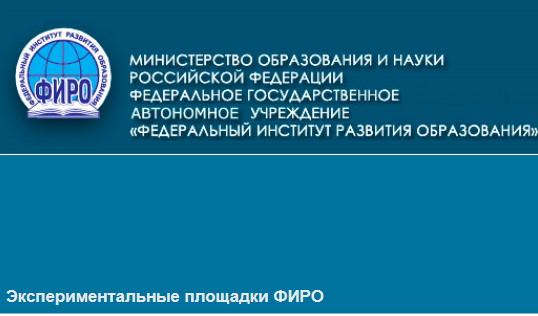 ФЕДЕРАЛЬНЫЙ ИНСТИТУТ РАЗВИТИЯ ОБРАЗОВАНИЯ
ФИРО
МИНИСТЕРСТВО ОБРАЗОВАНИЯ И НАУКИ
РОССИЙСКОЙ ФЕДЕРАЦИИ
ФЕДЕРАЛЬНОЕ ГОСУДАРСТВЕННОЕ
АВТОНОМНОЕ УЧРЕЖДЕНИЕ
«ФЕДЕРАЛЬНЫЙ ИНСТИТУТ РАЗВИТИЯ ОБРАЗОВАНИЯ»
Экспериментальные площадки ФИРО